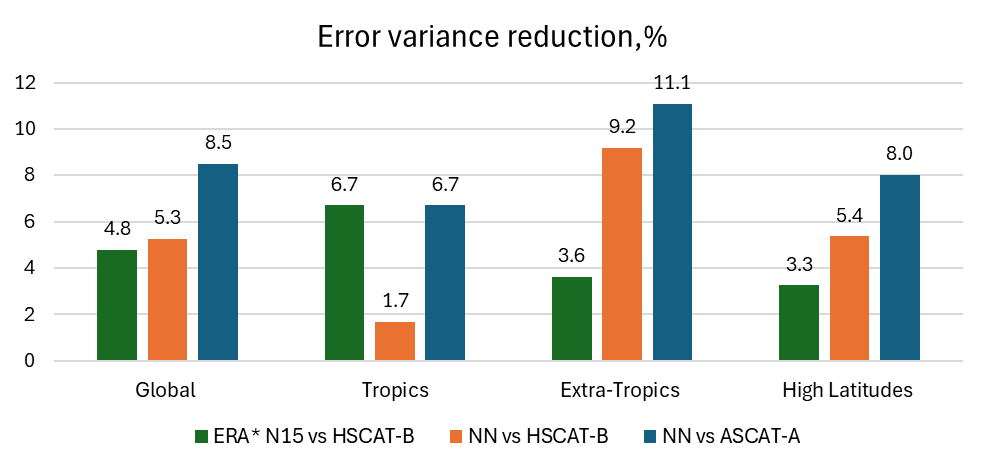 Error variance reduction,%
12
10
8
6
4
2
0
4.8
5.3
8.5
6.7
1.7
6.7
3.6
9.2
11.1
3.3
5.4
8.0
Global
Tropics
Extra-Tropics
High Latitudes
ERA* N15 vs HSCAT-B
NN vs HSCAT-B
NN vs ASCAT-A